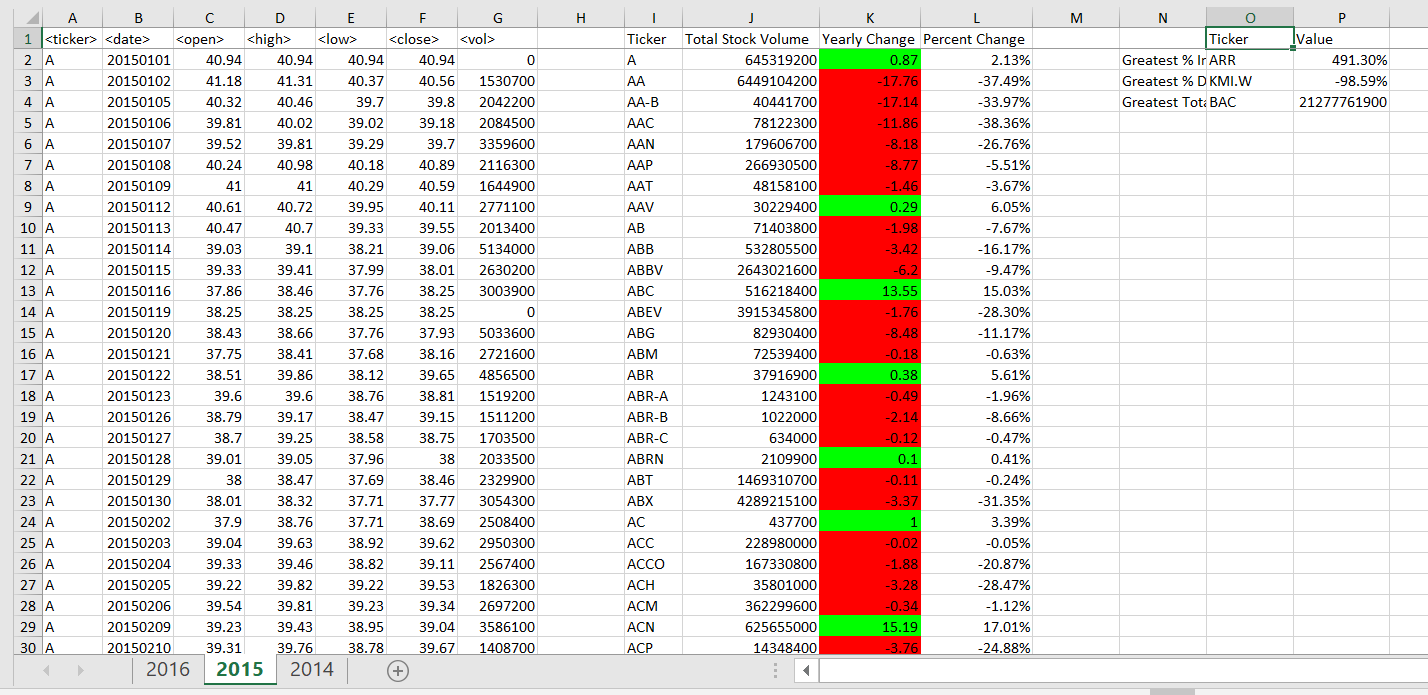 A B C D E F G H I J K L M N O P
1 <ticker> <date> <open> <high> <low> <close> <vol> Ticker Total Stock Volume Yearly Change Percent Change Ticker Value
2 A 20150101 40.94 40.94 40.94 40.94 0 A 645319200 0.87 2.13% Greatest % Ir ARR 491.30%
3 A 20150102 41.18 41.31 40.37 40.56 1530700 AA 6449104200 -17.76 -37.49% Greatest % D KMI.W -98.59%
4 A 20150105 40.32 40.46 39.7 39.8 2042200 AA-B 40441700 -17.14 -33.97% Greatest Tota BAC 21277761900
5 A 20150106 39.81 40.02 39.02 39.18 2084500 AAC 78122300 -11.86 -38.36%
6 A 20150107 39.52 39.81 39.29 39.7 3359600 AAN 179606700 -8.18 -26.76%
7 A 20150108 40.24 40.98 40.18 40.89 2116300 AAP 266930500 -8.77 -5.51%
8 A 20150109 41 41 40.29 40.59 1644900 AAT 48158100 -1.46 -3.67%
9 A 20150112 40.61 40.72 39.95 40.11 2771100 AAV 30229400 0.29 6.05%
10 A 20150113 40.47 40.7 39.33 39.55 2013400 AB 71403800 -1.98 -7.67%
11 A 20150114 39.03 39.1 38.21 39.06 5134000 ABB 532805500 -3.42 -16.17%
12 A 20150115 39.33 39.41 37.99 38.01 2630200 ABBV 2643021600 -6.2 -9.47%
13 A 20150116 37.86 38.46 37.76 38.25 3003900 ABC 516218400 13.55 15.03%
14 A 20150119 38.25 38.25 38.25 38.25 0 ABEV 3915345800 -1.76 -28.30%
15 A 20150120 38.43 38.66 37.76 37.93 5033600 ABG 82930400 -8.48 -11.17%
16 A 20150121 37.75 38.41 37.68 38.16 2721600 ABM 72539400 -0.18 -0.63%
17 A 20150122 38.51 39.86 38.12 39.65 4856500 ABR 37916900 0.38 5.61%
18 A 20150123 39.6 39.6 38.76 38.81 1519200 ABR-A 1243100 -0.49 -1.96%
19 A 20150126 38.79 39.17 38.47 39.15 1511200 ABR-B 1022000 -2.14 -8.66%
20 A 20150127 38.7 39.25 38.58 38.75 1703500 ABR-C 634000 -0.12 -0.47%
21 A 20150128 39.01 39.05 37.96 38 2033500 ABRN 2109900 0.1 0.41%
22 A 20150129 38 38.47 37.69 38.46 2329900 ABT 1469310700 -0.11 -0.24%
23 A 20150130 38.01 38.32 37.71 37.77 3054300 ABX 4289215100 -3.37 -31.35%
24 A 20150202 37.9 38.76 37.71 38.69 2508400 AC 437700 1 3.39%
25 A 20150203 39.04 39.63 38.92 39.62 2950300 ACC 228980000 -0.02 -0.05%
26 A 20150204 39.33 39.46 38.82 39.11 2567400 ACCO 167330800 -1.88 -20.87%
27 A 20150205 39.22 39.82 39.22 39.53 1826300 ACH 35801000 -3.28 -28.47%
28 A 20150206 39.54 39.81 39.23 39.34 2697200 ACM 362299600 -0.34 -1.12%
29 A 20150209 39.23 39.43 38.95 39.04 3586100 ACN 625655000 15.19 17.01%
30 A 20150210 39.31 39.76 38.78 39.67 1408700 ACP 14348400 -3.76 -24.88%
2016 2015 2014